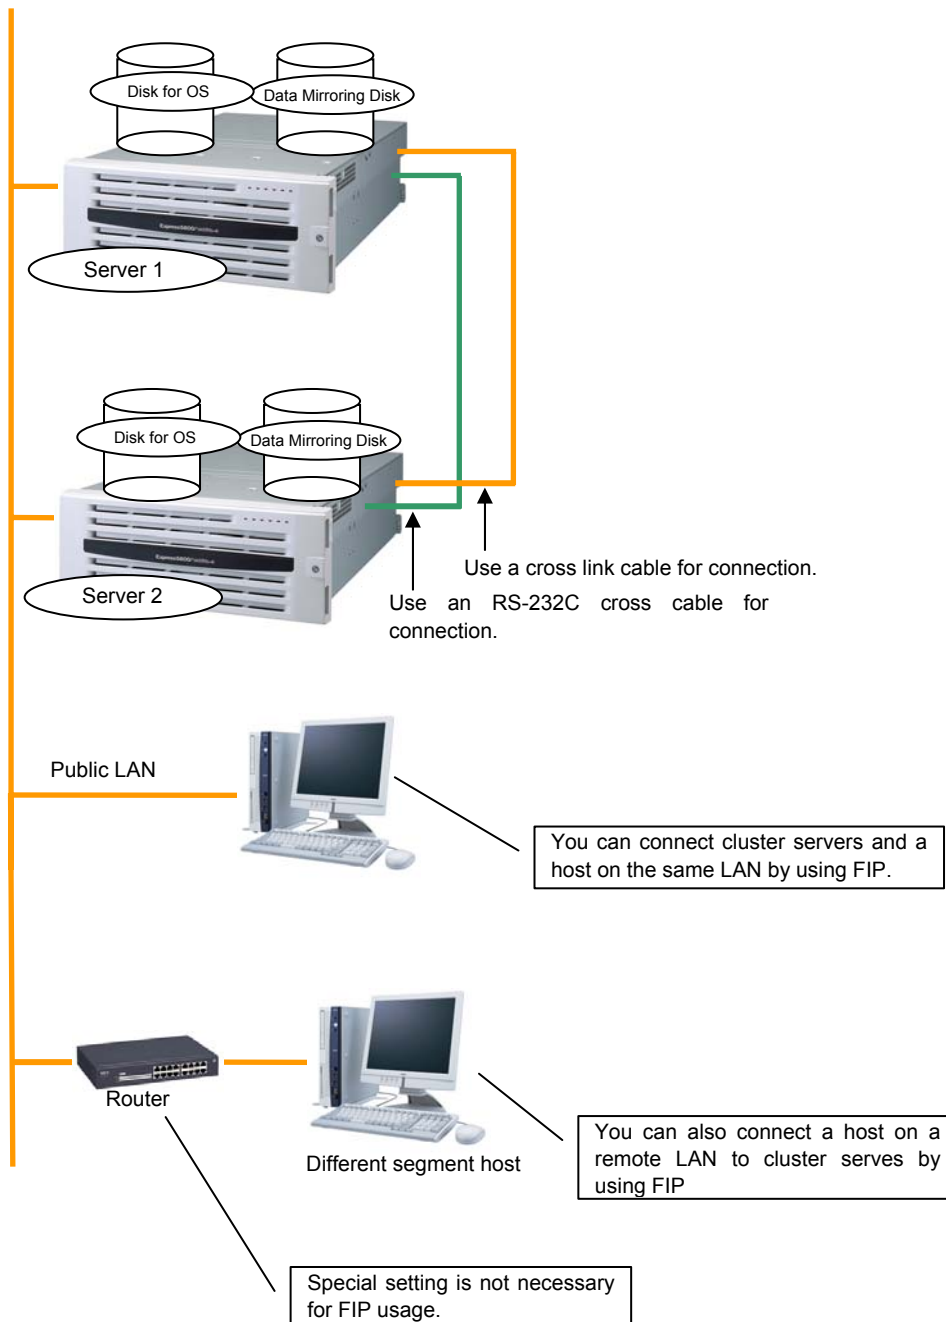 Disk for OS
Data Mirroring Disk
Server 1
Disk for OS
Data Mirroring Disk
Server 2
Use a cross link cable for connection.
Use an RS-232C cross cable for
connection.
Public LAN
You can connect cluster servers and a
host on the same LAN by using FIP.
Router
Different segment host
You can also connect a host on a
remote LAN to cluster serves by
using FIP
Special setting is not necessary
for FIP usage.